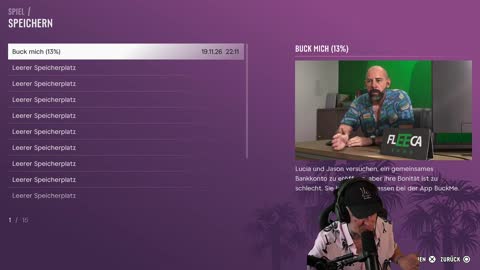 SPIEL /
SPEICHERN
Buck mich (13%) 19.11.26 22:11
Leerer Speicherplatz
Leerer Speicherplatz
Leerer Speicherplatz
Leerer Speicherplatz
Leerer Speicherplatz
Leerer Speicherplatz
Leerer Speicherplatz
Leerer Speicherplatz
Leerer Speicherplatz
1 / 16
BUCK MICH (13%)
FLEECA
Lucia und Jason versuchen, ein gemeinsames
Bankkonto zu aber ihre Bonität ist zu
schlecht. Sie bei der App BuckMe.
ZURÜCK